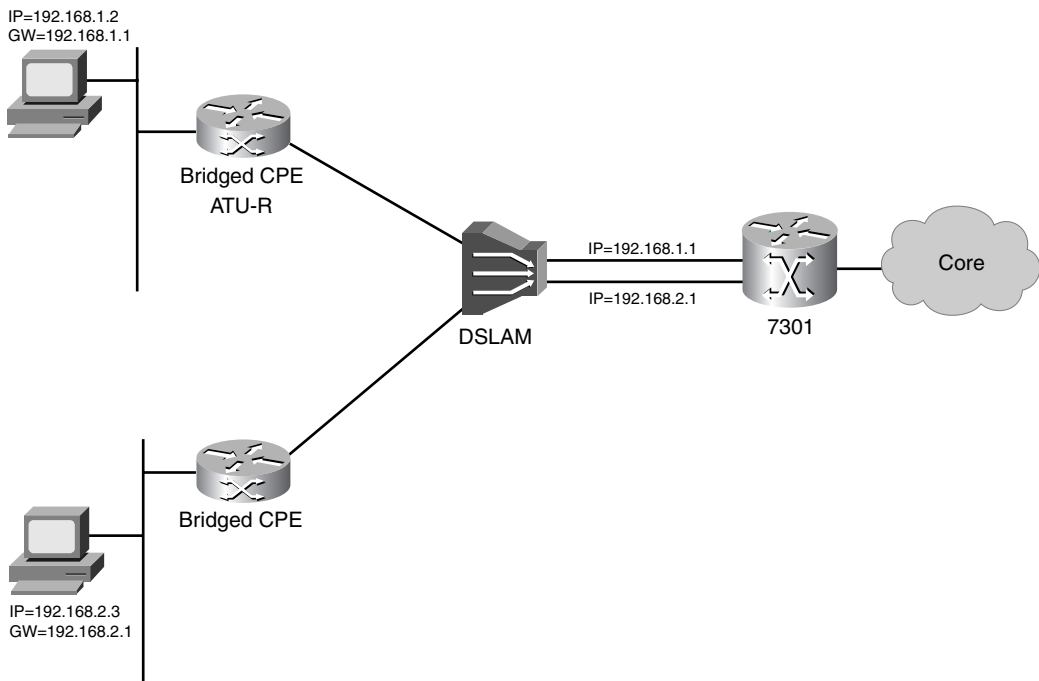 IP=192.168.1.2
GW=192.168.1.1
Bridged CPE
ATU-R
IP=192.168.1.1
IP=192.168.2.1
DSLAM
7301
Core
Bridged CPE
IP=192.168.2.3
GW=192.168.2.1